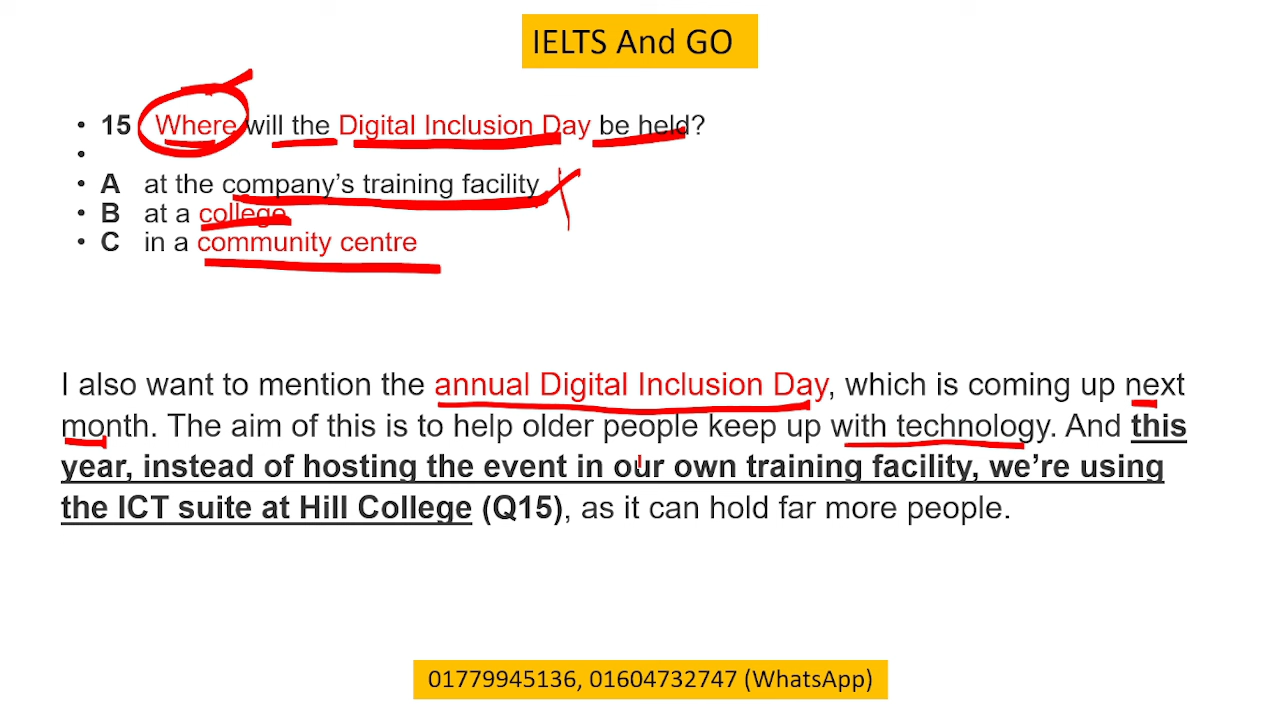 IELTS And GO
• 15 Where will the Digital Inclusion Day be held?
•
• A at the company’s training facility
• B at a college
• C in a community centre
I also want to mention the annual Digital Inclusion Day, which is coming up next
month. The aim of this is to help older people keep up with technology. And this
year, instead of hosting the event in our own training facility, we’re using
the ICT suite at Hill College (Q15), as it can hold far more people.
01779945136, 01604732747 (WhatsApp)